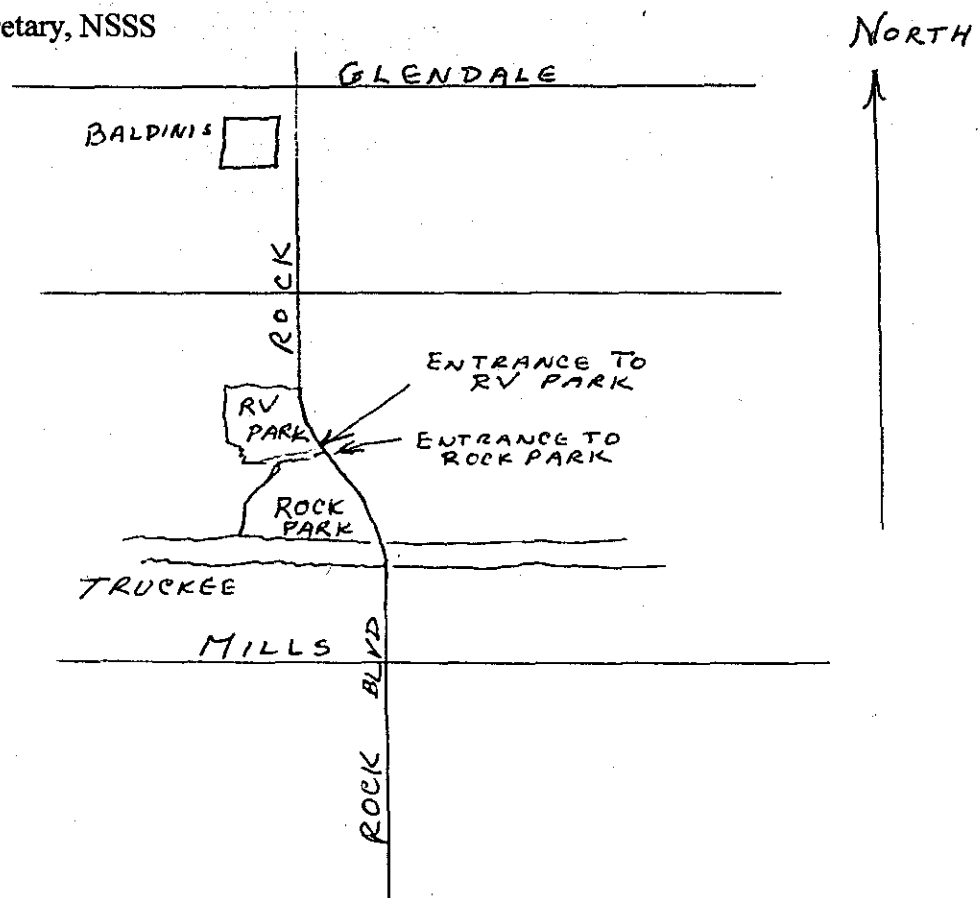 retary, NSSS
NORTH
GLENDALE
BALDINIS
ROCK
ENTRANCE TO
RV PARK
RV
PARK
ENTRANCE TO
ROCK PARK
ROCK
PARK
TRUCKEE
MILLS
ROCK BLVD